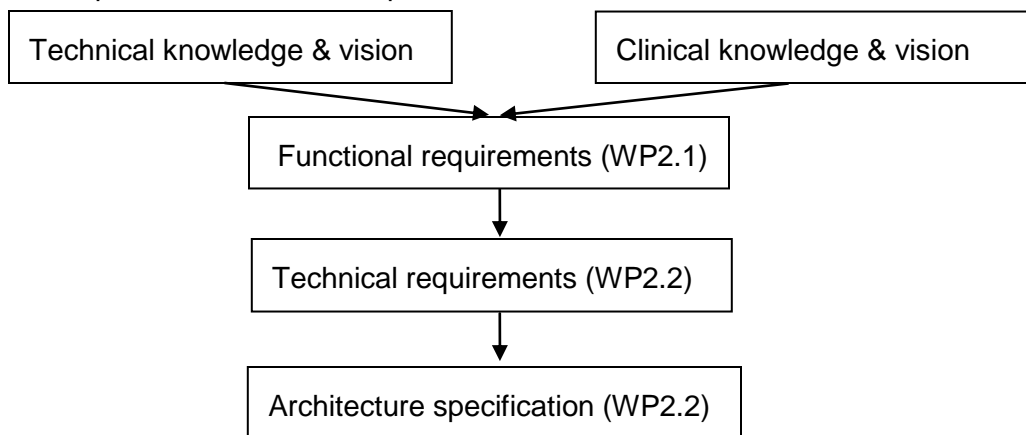 Technical knowledge & vision
Clinical knowledge & vision
Functional requirements (WP2.1)
Technical requirements (WP2.2)
Architecture specification (WP2.2)